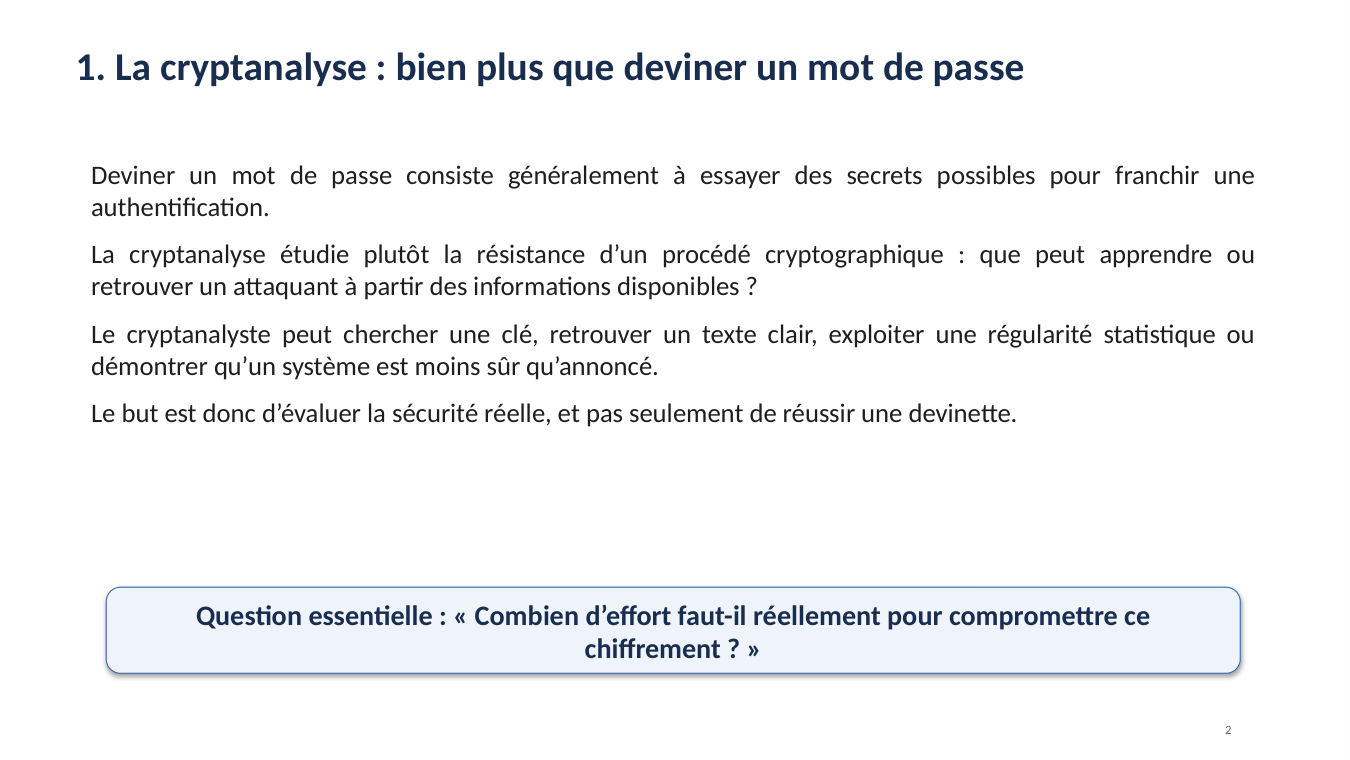 1. La cryptanalyse : bien plus que deviner un mot de passe
Deviner un mot de passe consiste généralement à essayer des secrets possibles pour franchir une
authentification.
La cryptanalyse étudie plutôt la résistance d’un procédé cryptographique : que peut apprendre ou
retrouver un attaquant à partir des informations disponibles ?
Le cryptanalyste peut chercher une clé, retrouver un texte clair, exploiter une régularité statistique ou
démontrer qu’un système est moins sûr qu’annoncé.
Le but est donc d’évaluer la sécurité réelle, et pas seulement de réussir une devinette.
Question essentielle : « Combien d’effort faut-il réellement pour compromettre ce
chiffrement ? »
2